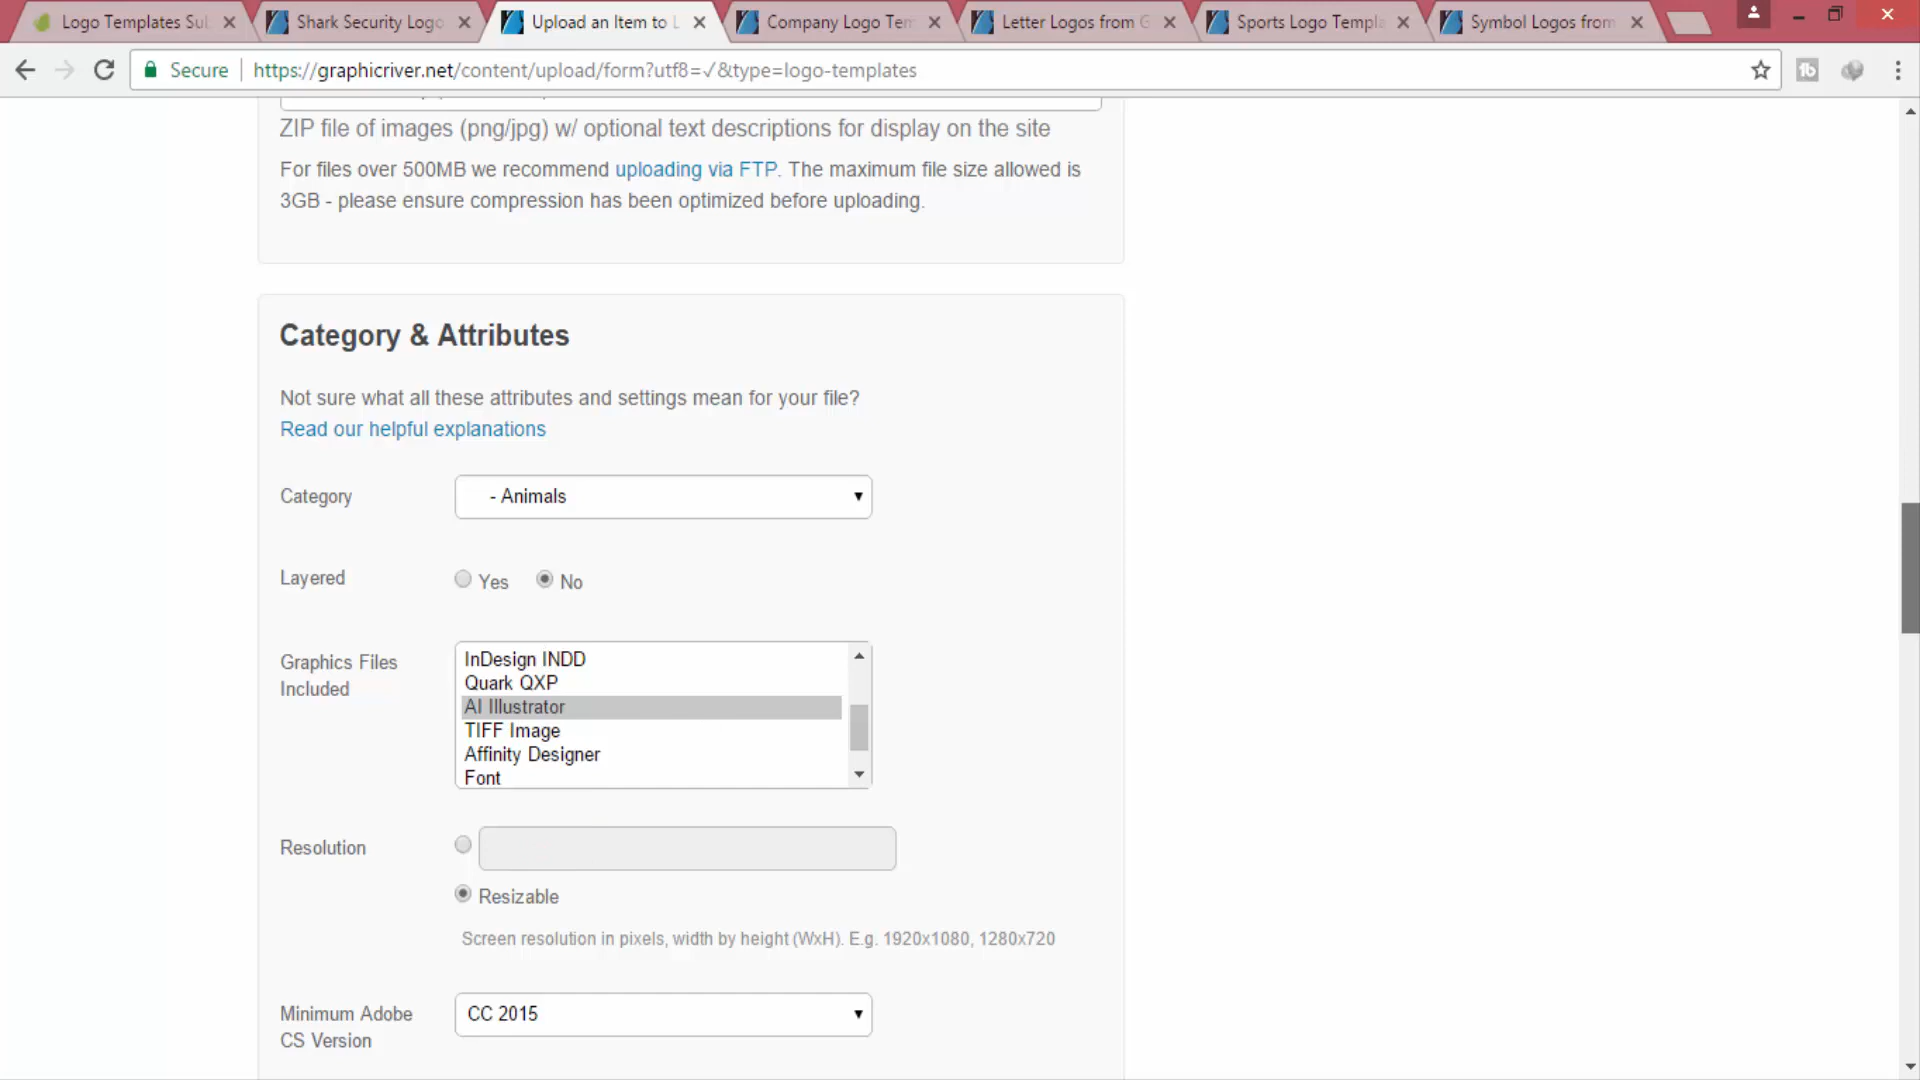 Logo Templates Sub
Shark Security Logo
Upload an Item to L
Company Logo Tem
Letter Logos from G
Sports Logo Templa
Symbol Logos from
Secure
https://graphicriver.net/content/upload/form?utf8=✓&type=logo-templates
ZIP file of images (png/jpg) w/ optional text descriptions for display on the site
For files over 500MB we recommend uploading via FTP. The maximum file size allowed is
3GB - please ensure compression has been optimized before uploading.
Category & Attributes
Not sure what all these attributes and settings mean for your file?
Read our helpful explanations
Category
- Animals
Layered
Yes
No
Graphics Files
Included
InDesign INDD
Quark QXP
AI Illustrator
TIFF Image
Affinity Designer
Font
Resolution
Resizable
Screen resolution in pixels, width by height (WxH). E.g. 1920x1080, 1280x720
Minimum Adobe
CS Version
CC 2015